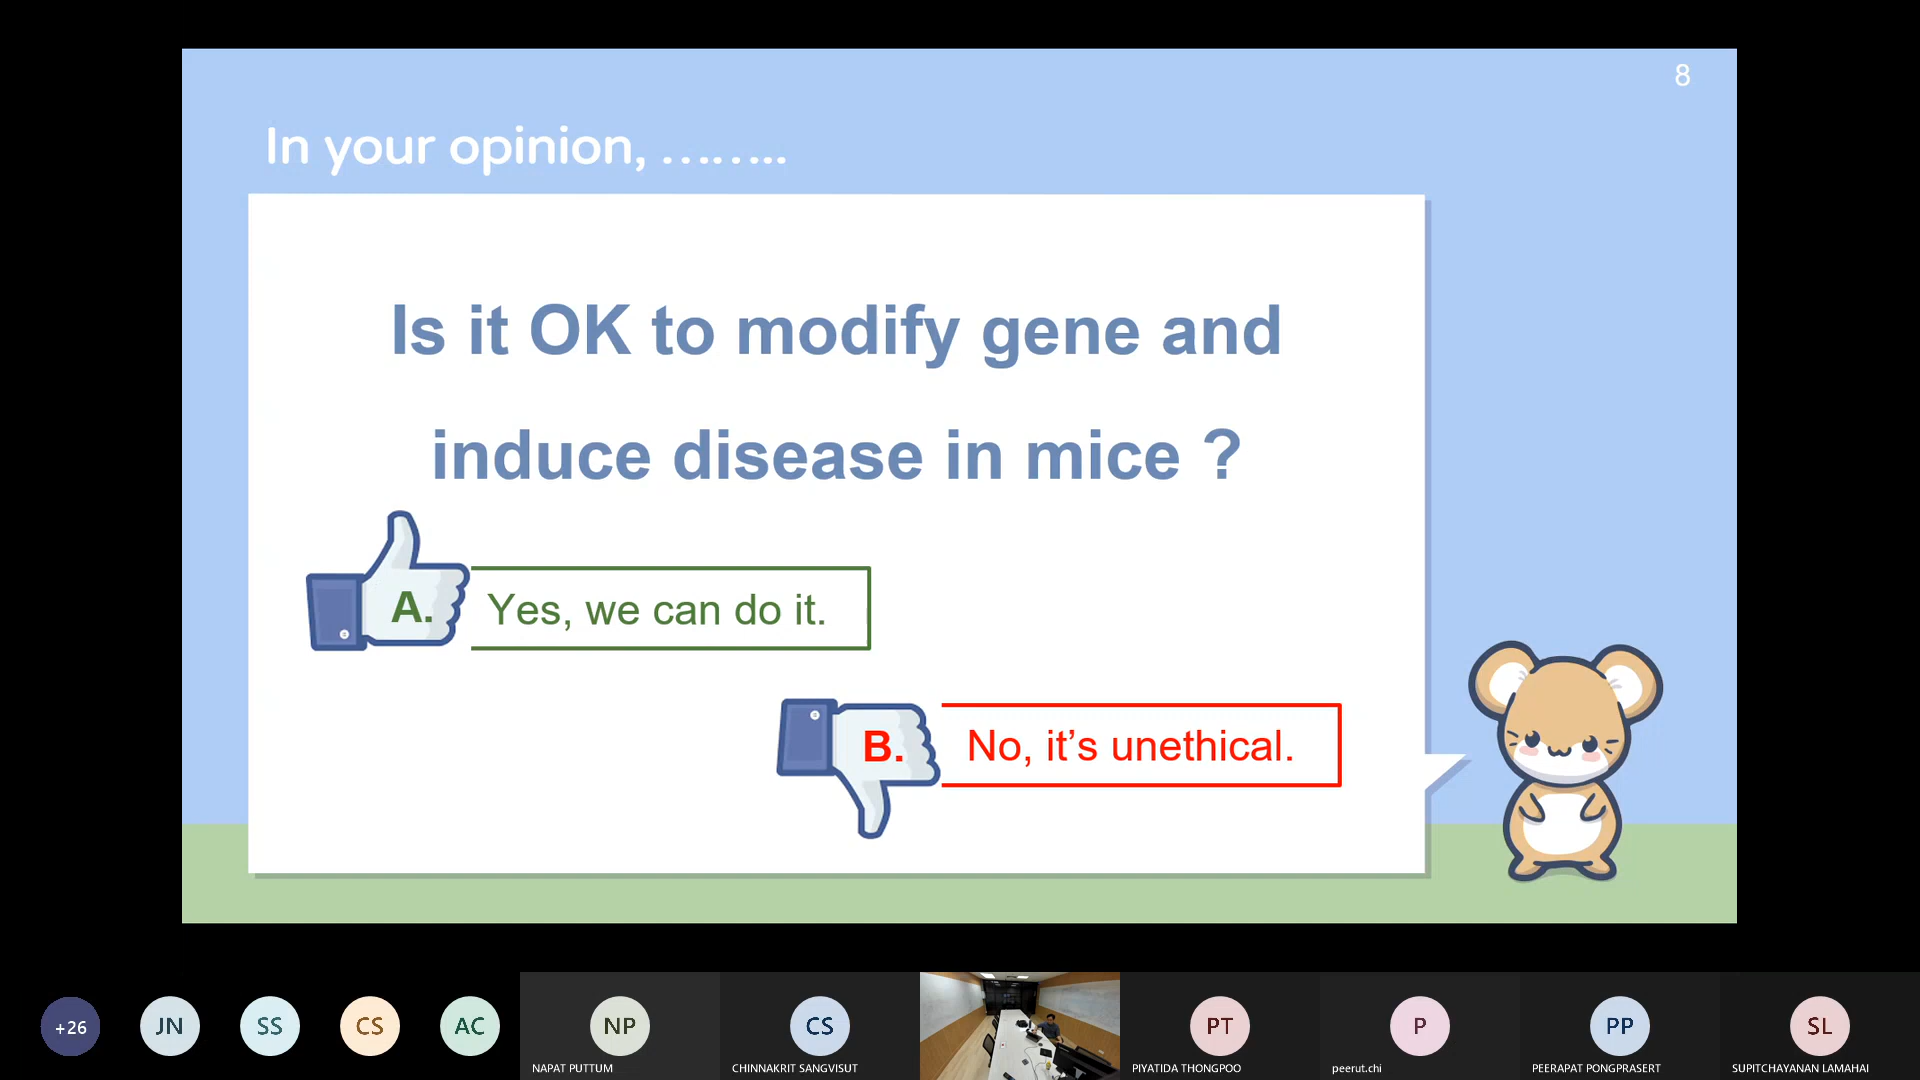 8
In your opinion, ……..
Is it OK to modify gene and
induce disease in mice ?
A. Yes, we can do it.
B. No, it’s unethical.
+26 JN SS CS AC NP CS PT P PP SL
NAPAT PUTTUM CHINNAKRIT SANGVISUT PIYATIDA THONGPOO peerut.chi PEERAPAT PONGPRASERT SUPITCHAYANAN LAMAHAI